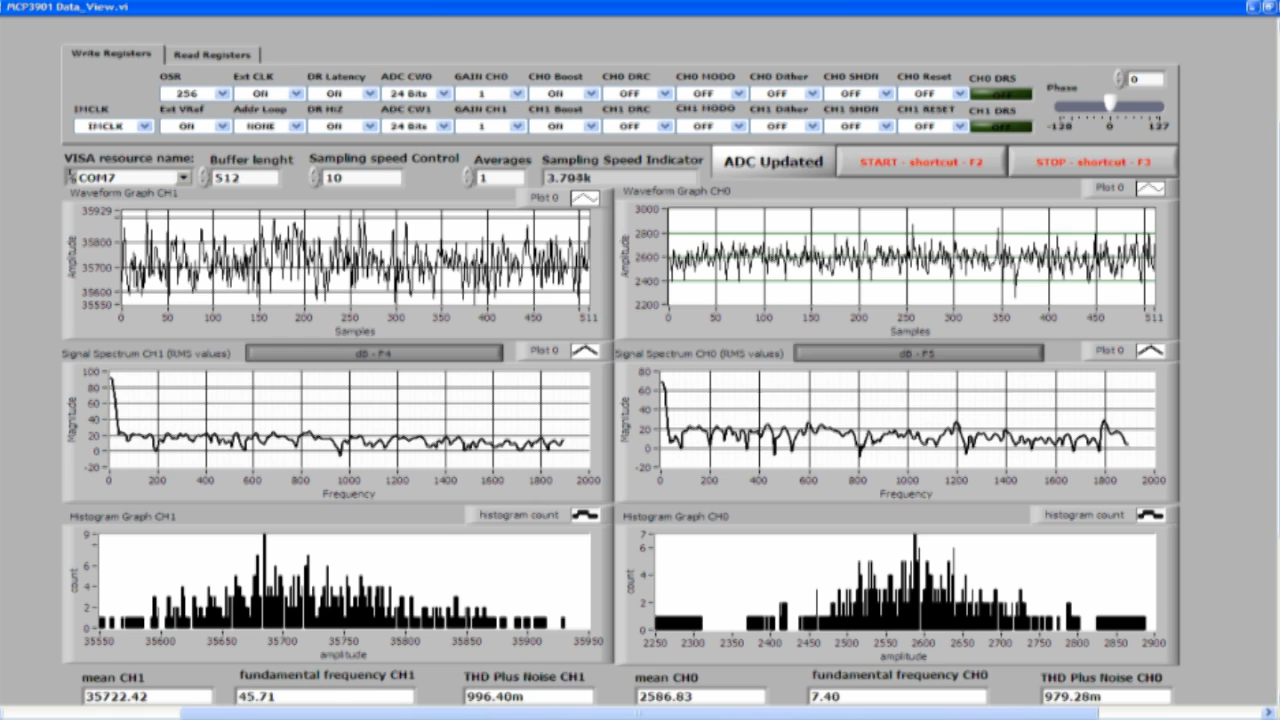 MCP3901 Data_View.vi
Write Registers Read Registers
OSR Ext CLK DR Latency ADC CW0 GAIN CH0 CH0 Boost CH0 DRC CH0 MODO CH0 Dither CH0 SHDN CH0 Reset CH0 DRS
256 ON ON 24 Bits 1 ON OFF OFF OFF OFF OFF OFF
Phase 0
IMCLK Ext VRef Addr Loop DR HiZ ADC CW1 GAIN CH1 CH1 Boost CH1 DRC CH1 MODO CH1 Dither CH1 SHDN CH1 RESET CH1 DRS
IMCLK ON NONE ON 24 Bits 1 ON OFF OFF OFF OFF OFF OFF
-128 0 127
VISA resource name: Buffer lenght Sampling speed Control Averages Sampling Speed Indicator
COM7 512 10 1 3.794k
ADC Updated START - shortcut - F2 STOP - shortcut - F3
Waveform Graph CH1 Plot 0
35929
35800
35700
35600
35550
Amplitude
0 50 100 150 200 250 300 350 400 450 511
Samples
Waveform Graph CH0 Plot 0
3000
2800
2600
2400
2200
Amplitude
0 50 100 150 200 250 300 350 400 450 511
Samples
Signal Spectrum CH1 (RMS values) dB - F4 Plot 0
100
80
60
40
20
0
-20
Magnitude
0 200 400 600 800 1000 1200 1400 1600 1800 2000
Frequency
Signal Spectrum CH0 (RMS values) dB - F5 Plot 0
80
60
40
20
0
-20
Magnitude
0 200 400 600 800 1000 1200 1400 1600 1800 2000
Frequency
Histogram Graph CH1 histogram count
9
6
4
2
0
count
35550 35600 35650 35700 35750 35800 35850 35900 35950
amplitude
Histogram Graph CH0 histogram count
7
6
4
2
0
count
2250 2300 2350 2400 2450 2500 2550 2600 2650 2700 2750 2800 2850 2900
amplitude
mean CH1 fundamental frequency CH1 THD Plus Noise CH1
35722.42 45.71 996.40m
mean CH0 fundamental frequency CH0 THD Plus Noise CH0
2586.83 7.40 979.28m